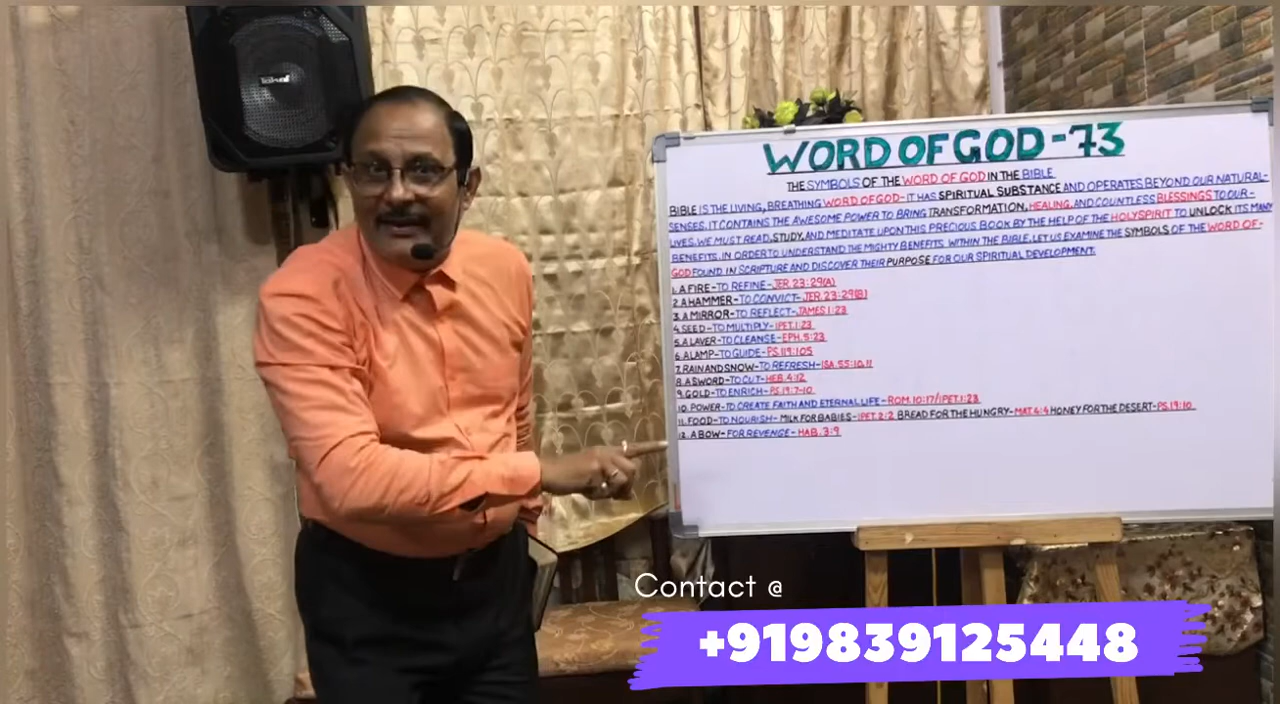 WORD OF GOD-73
THE SYMBOLS OF THE WORD OF GOD IN THE BIBLE
BIBLE IS THE LIVING, BREATHING WORD OF GOD- IT HAS SPIRITUAL SUBSTANCE AND OPERATES BEYOND OUR NATURAL-
SENSES. IT CONTAINS THE AWESOME POWER TO BRING TRANSFORMATION, HEALING, AND COUNTLESS BLESSINGS TO OUR-
LIVES. WE MUST READ, STUDY, AND MEDITATE UPON THIS PRECIOUS BOOK BY THE HELP OF THE HOLYSPIRIT TO UNLOCK ITS MANY
BENEFITS. IN ORDER TO UNDERSTAND THE MIGHTY BENEFITS WITHIN THE BIBLE. LET US EXAMINE THE SYMBOLS OF THE WORD OF-
GOD FOUND IN SCRIPTURE AND DISCOVER THEIR PURPOSE FOR OUR SPIRITUAL DEVELOPMENT.
1. A FIRE-TO REFINE-JER.23:29(A)
2. A HAMMER-TO CONVICT-JER.23:29(B)
3. A MIRROR-TO REFLECT-JAMES 1:23
4. SEED-TO MULTIPLY-1PET.1:23
5. A LAVER-TO CLEANSE-EPH.5:23
6. A LAMP-TO GUIDE-PS.119:105
7. RAIN AND SNOW-TO REFRESH-ISA.55:10,11
8. A SWORD-TO CUT-HEB.4:12
9. GOLD-TO ENRICH-PS.19:7-10
10. POWER-TO CREATE FAITH AND ETERNAL LIFE-ROM.10:17/1PET.1:23
11. FOOD-TO NOURISH-MILK FOR BABIES-1PET.2:2 BREAD FOR THE HUNGRY-MAT.4:4 HONEY FOR THE DESERT-PS.19:10
12. A BOW-FOR REVENGE-HAB.3:9
Contact @
+919839125448